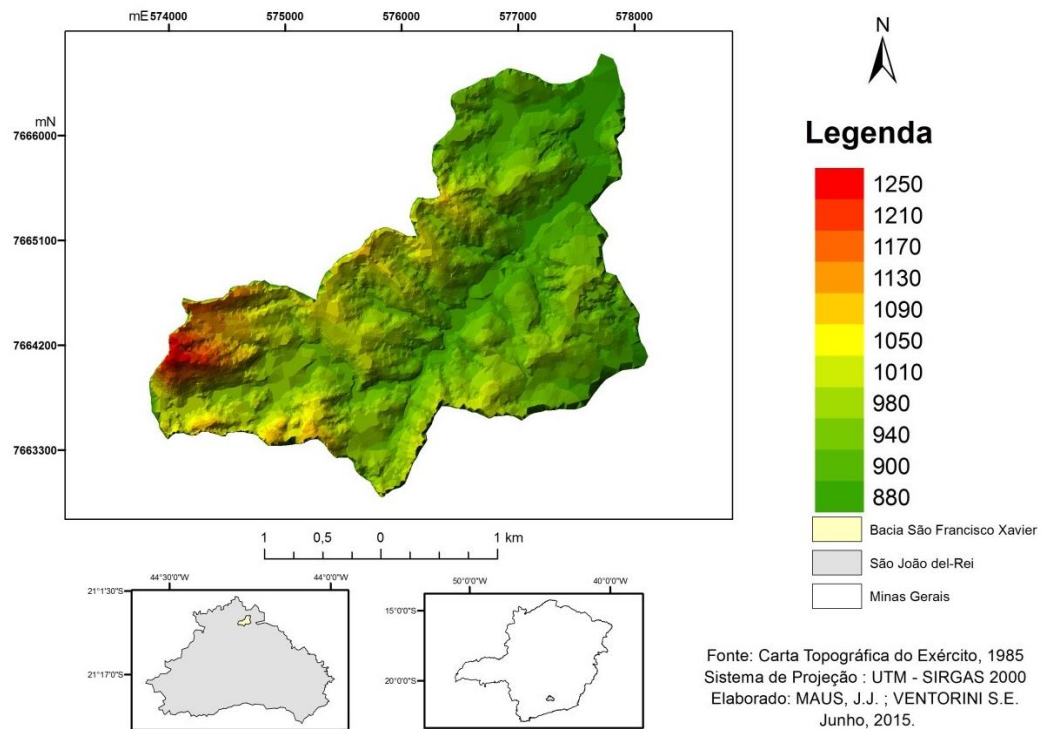 mE 574000 575000 576000 577000 578000
N
mN
7666000
7665100
7664200
7663300
Legenda
1250
1210
1170
1130
1090
1050
1010
980
940
900
880
Bacia São Francisco Xavier
São João del-Rei
Minas Gerais
1 0,5 0 1 km
44°30'0"W 44°0'0"W
21°1'30"S
21°17'0"S
50°0'0"W 40°0'0"W
15°0'0"S
20°0'0"S
Fonte: Carta Topográfica do Exército, 1985
Sistema de Projeção : UTM - SIRGAS 2000
Elaborado: MAUS, J.J. ; VENTORINI S.E.
Junho, 2015.